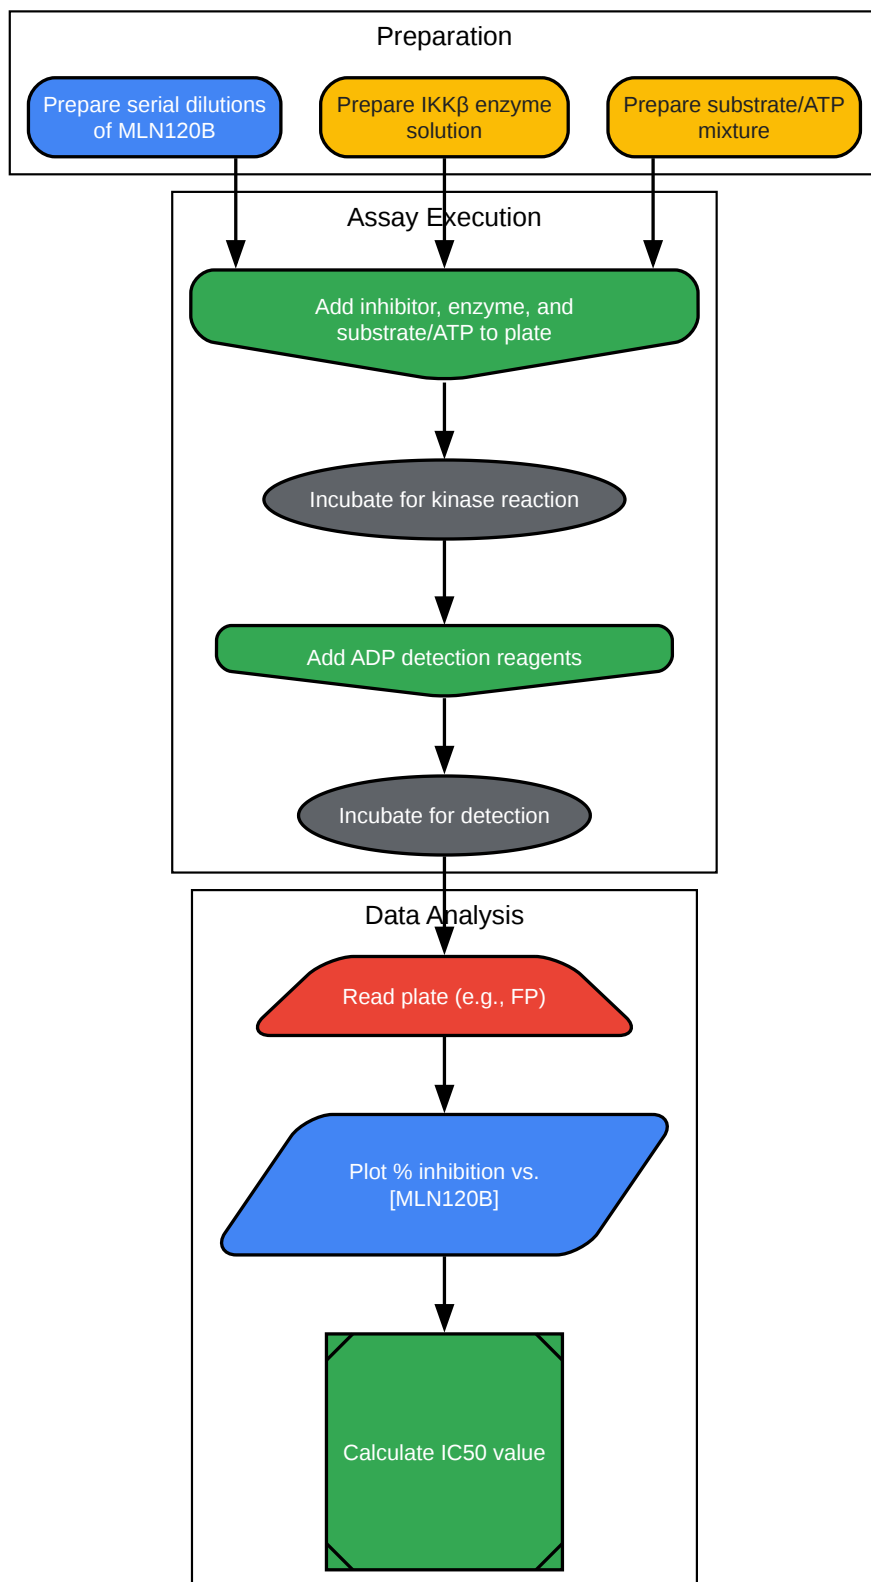 Preparation
Prepare serial dilutions
of MLN120B
Prepare IKKβ enzyme
solution
Prepare substrate/ATP
mixture
Assay Execution
Add inhibitor, enzyme, and
substrate/ATP to plate
Incubate for kinase reaction
Add ADP detection reagents
Incubate for detection
Data Analysis
Read plate (e.g., FP)
Plot % inhibition vs.
[MLN120B]
Calculate IC50 value